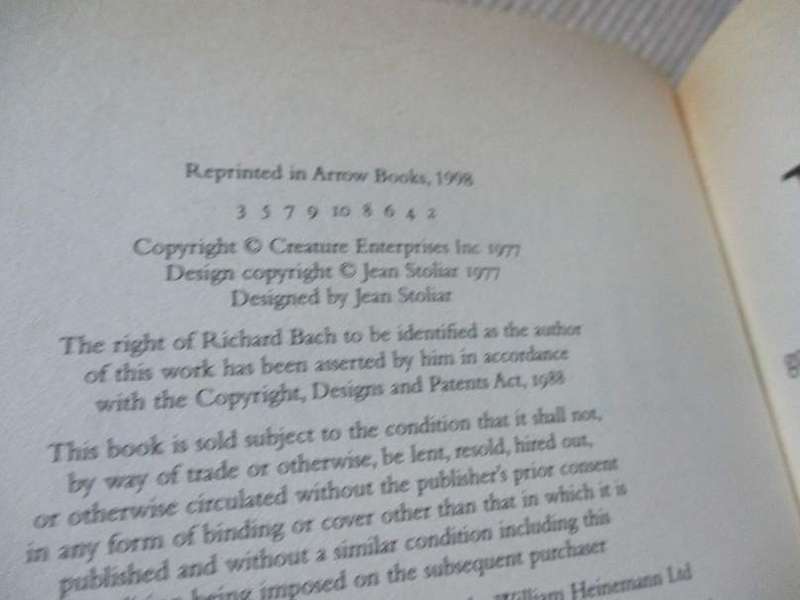 Reprinted in Arrow Books, 1998
3 5 7 9 10 8 6 4 2
Copyright © Creature Enterprises Inc 1977
Design copyright © Jean Stoliar 1977
Designed by Jean Stoliar
The right of Richard Bach to be identified as the author
of this work has been asserted by him in accordance
with the Copyright, Designs and Patents Act, 1988
This book is sold subject to the condition that it shall not,
by way of trade or otherwise, be lent, resold, hired out,
or otherwise circulated without the publisher's prior consent
in any form of binding or cover other than that in which it is
published and without a similar condition including this
being imposed on the subsequent purchaser
William Heinemann Ltd